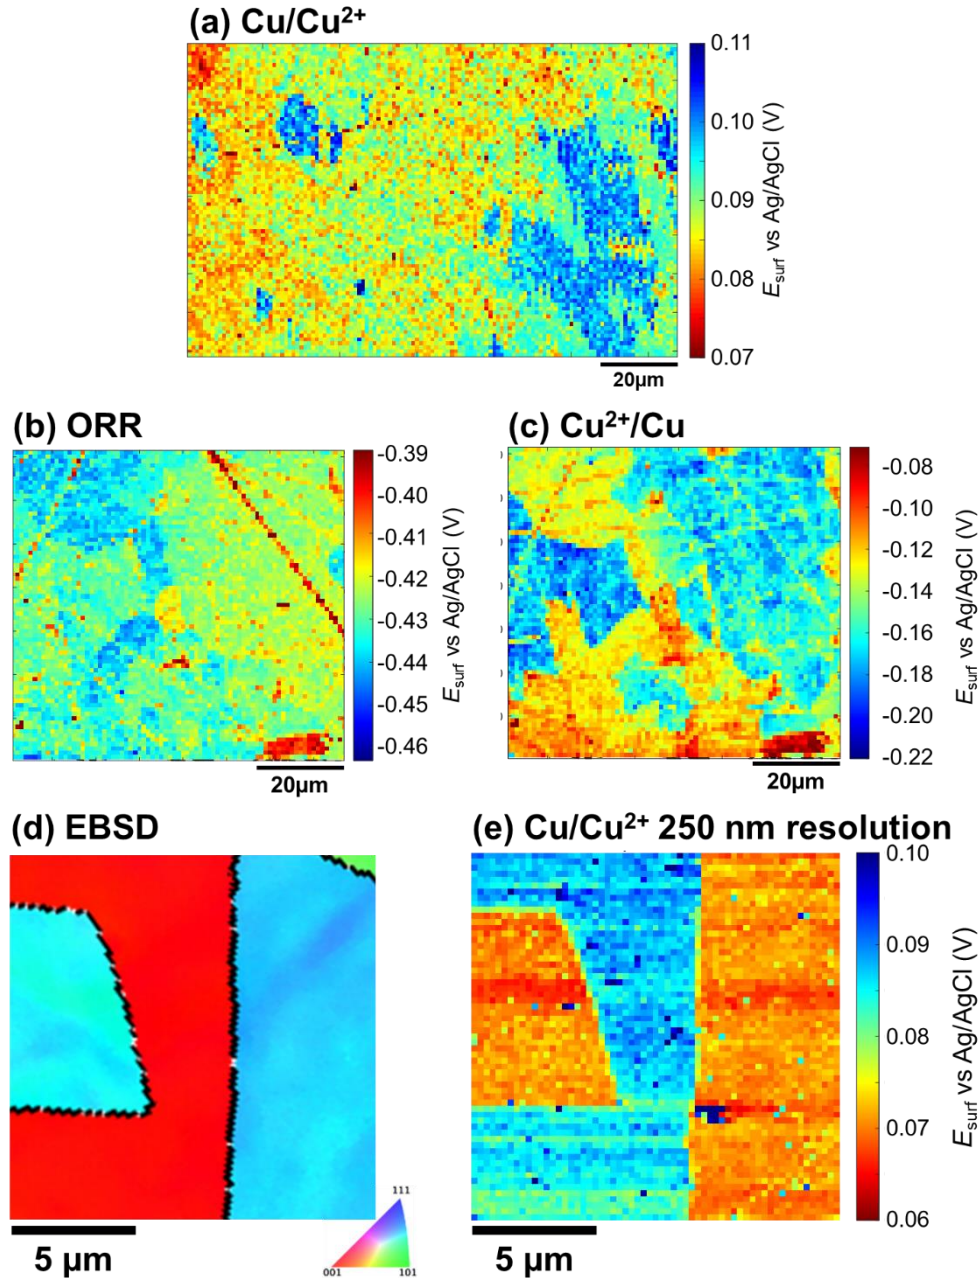 (a) Cu/Cu²⁺
0.11
0.10
0.09
0.08
0.07
E_surf vs Ag/AgCl (V)
20μm
(b) ORR
-0.39
-0.40
-0.41
-0.42
-0.43
-0.44
-0.45
-0.46
E_surf vs Ag/AgCl (V)
20μm
(c) Cu²⁺/Cu
-0.08
-0.10
-0.12
-0.14
-0.16
-0.18
-0.20
-0.22
E_surf vs Ag/AgCl (V)
20μm
(d) EBSD
111
001
101
5 μm
(e) Cu/Cu²⁺ 250 nm resolution
0.10
0.09
0.08
0.07
0.06
E_surf vs Ag/AgCl (V)
5 μm